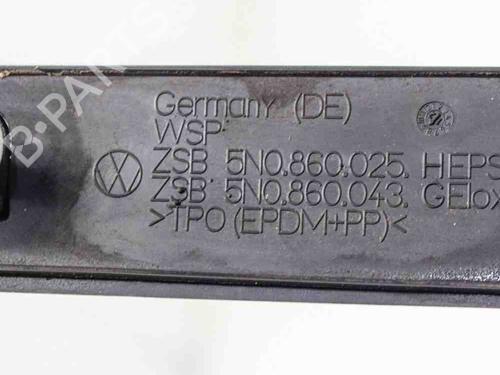 Germany (DE)
WSP
ZSB 5N0.860.025. HEPS
ZSB 5N0.860.043. GElox
>TPO(EPDM+PP)<
B-PARTS